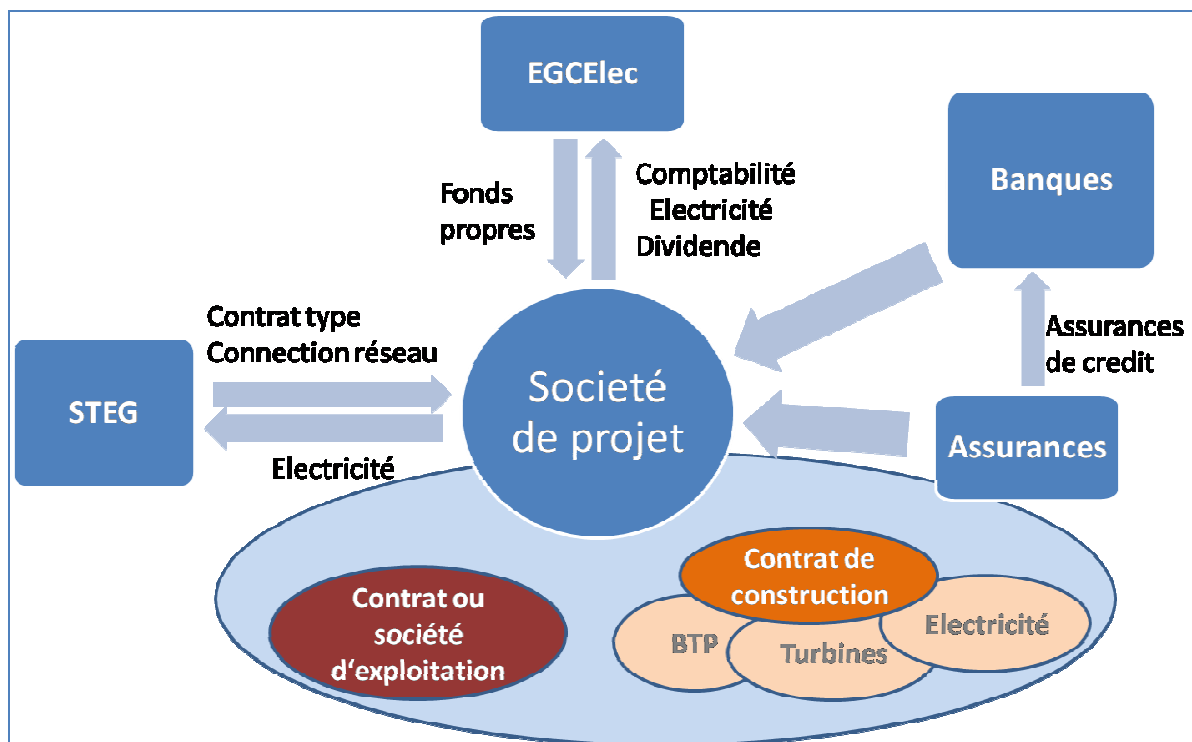 EGCElec
Banques
Fonds
propres
Comptabilité
Electricité
Dividende
Contrat type
Connection réseau
Assurances
de credit
STEG
Societé
de projet
Assurances
Electricité
Contrat de
construction
Contrat ou
société
d‘exploitation
BTP
Turbines
Electricité